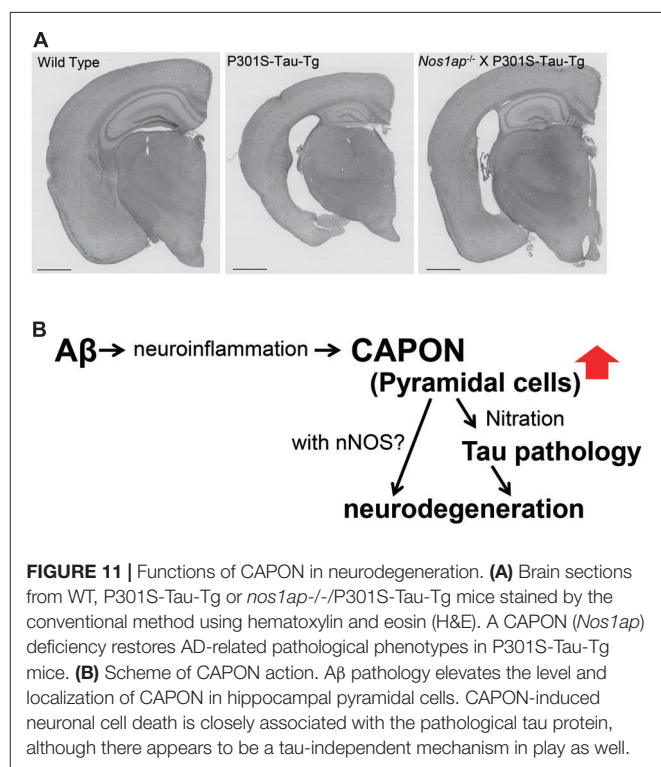 A
Wild Type
P301S-Tau-Tg
Nos1ap-/- X P301S-Tau-Tg
B
Aβ→ neuroinflammation → CAPON
(Pyramidal cells)
with nNOS?
Nitration
Tau pathology
neurodegeneration
FIGURE 11 | Functions of CAPON in neurodegeneration. (A) Brain sections
from WT, P301S-Tau-Tg or nos1ap-/-/P301S-Tau-Tg mice stained by the
conventional method using hematoxylin and eosin (H&E). A CAPON (Nos1ap)
deficiency restores AD-related pathological phenotypes in P301S-Tau-Tg
mice. (B) Scheme of CAPON action. Aβ pathology elevates the level and
localization of CAPON in hippocampal pyramidal cells. CAPON-induced
neuronal cell death is closely associated with the pathological tau protein,
although there appears to be a tau-independent mechanism in play as well.